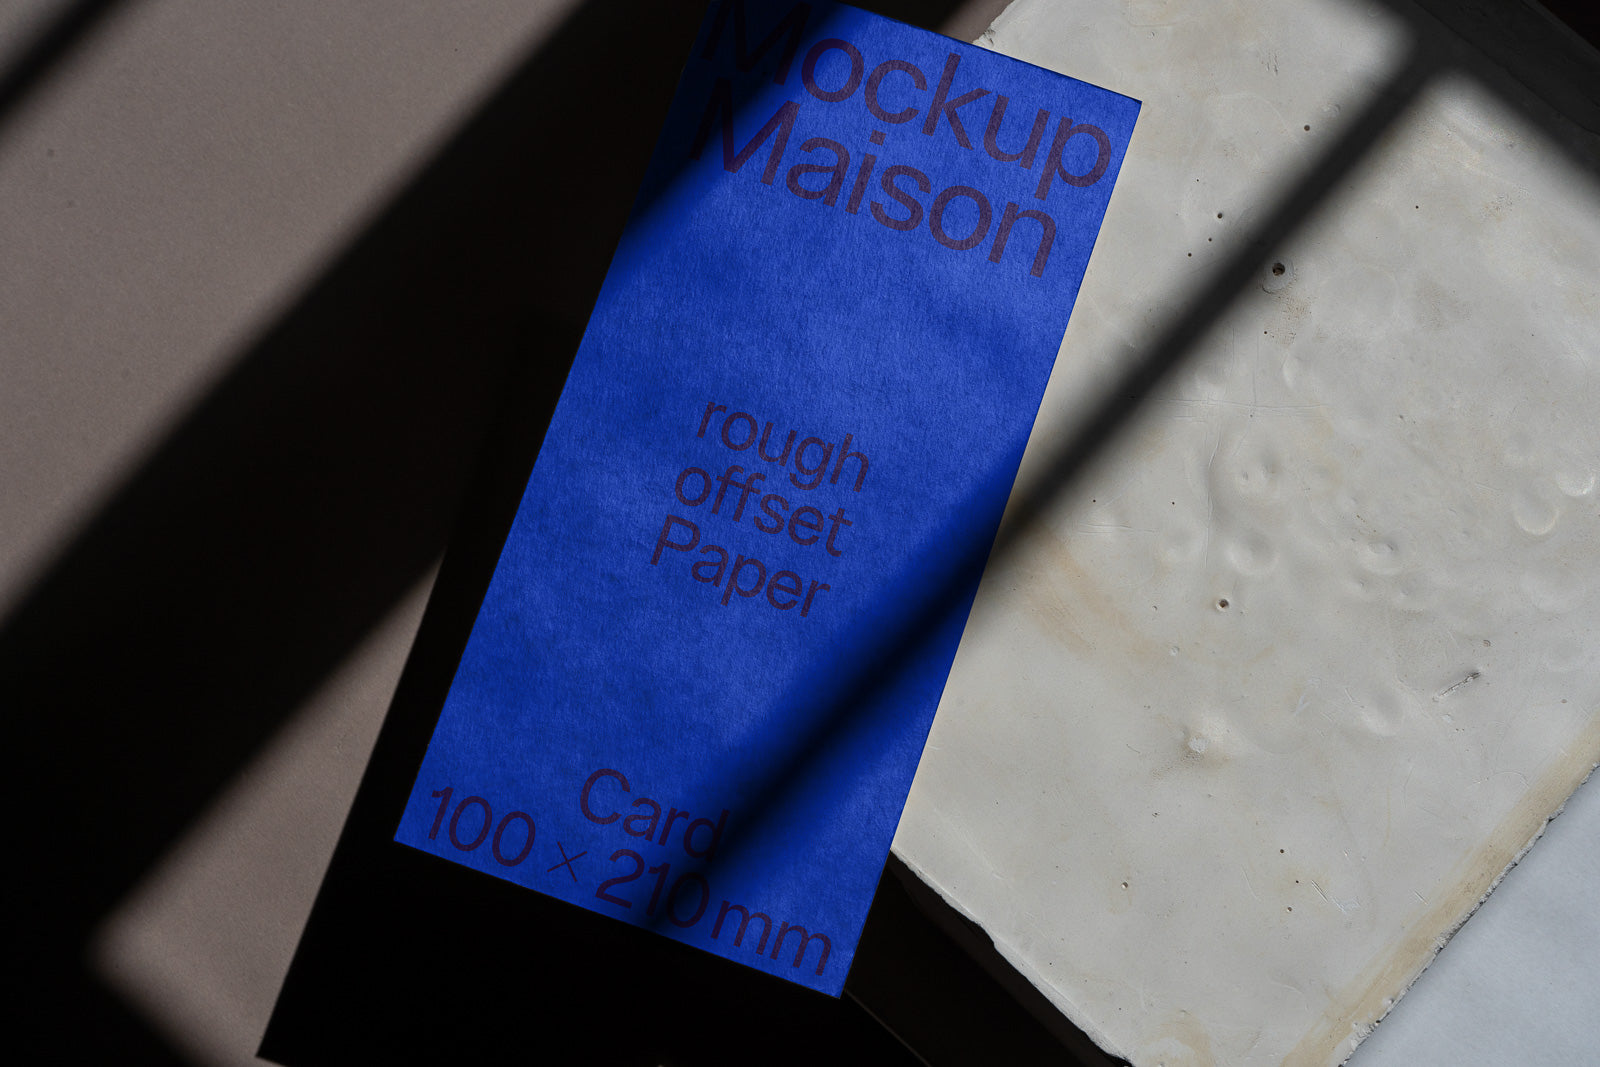 Mockup
Maison
rough
offset
Paper
Card
100 × 210 mm